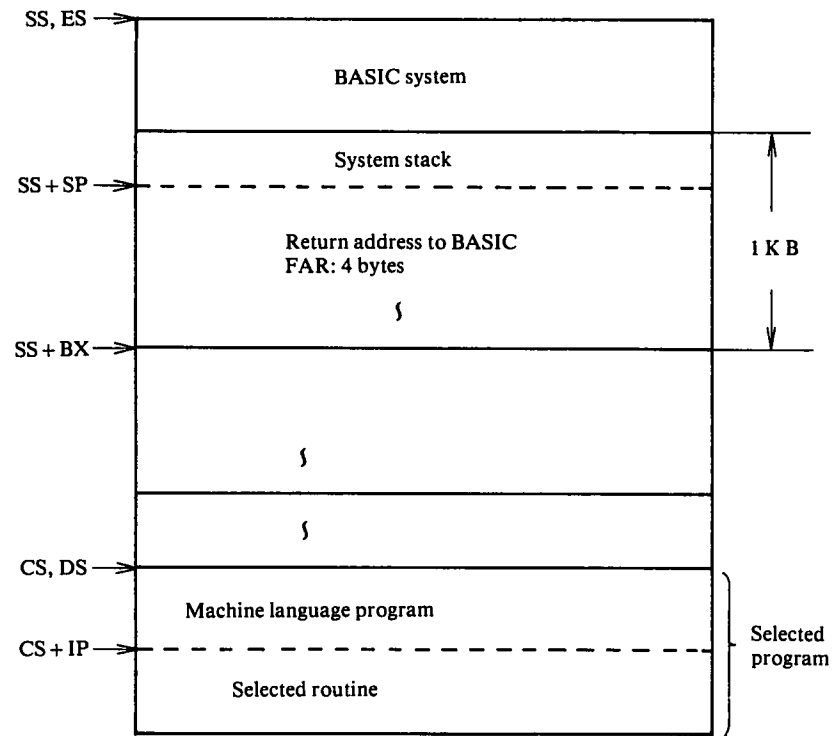 SS, ES
BASIC system
System stack
SS + SP
Return address to BASIC
FAR: 4 bytes
1 K B
SS + BX
CS, DS
Machine language program
CS + IP
Selected
program
Selected routine